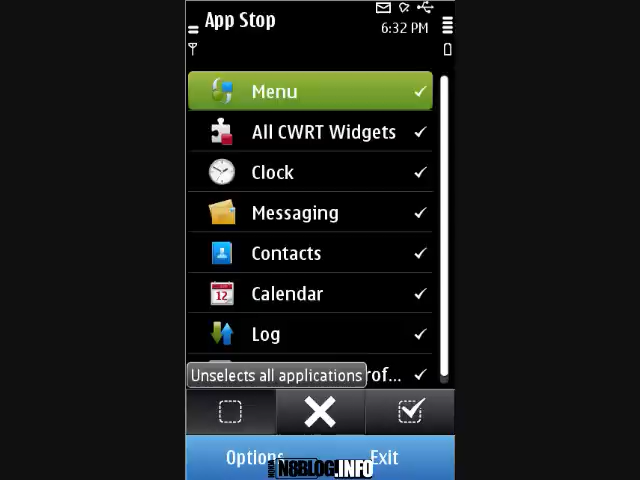 App Stop
6:32 PM
Menu
All CWRT Widgets
Clock
Messaging
Contacts
Calendar
12
Log
rof...
Unselects all applications
Options
Exit
N8BLOG.INFO